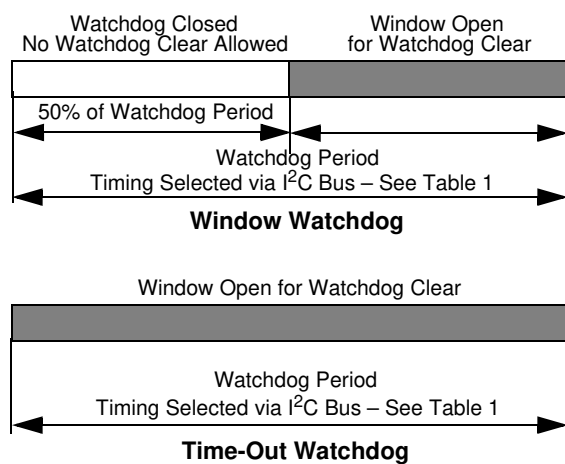 Watchdog Closed
No Watchdog Clear Allowed
Window Open
for Watchdog Clear
50% of Watchdog Period
Watchdog Period
Timing Selected via I²C Bus – See Table 1
Window Watchdog
Window Open for Watchdog Clear
Watchdog Period
Timing Selected via I²C Bus – See Table 1
Time-Out Watchdog